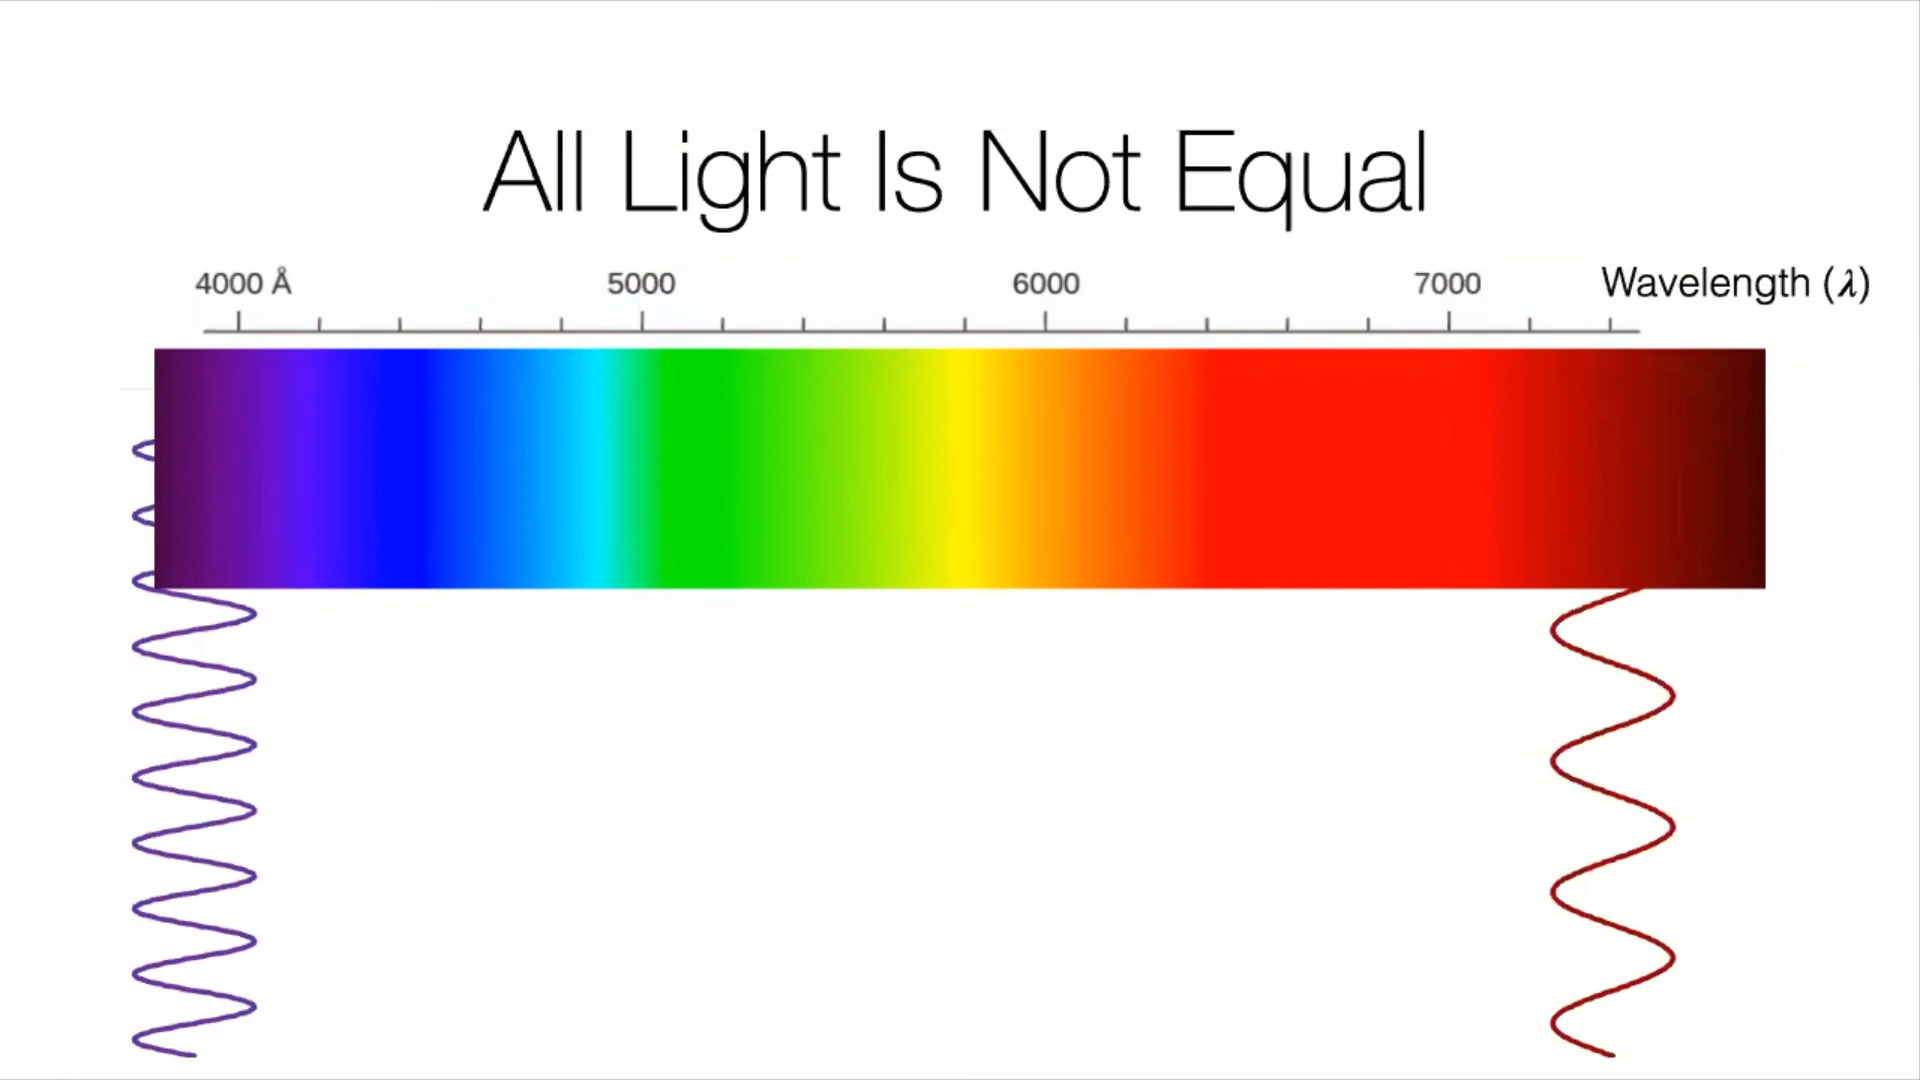 All Light Is Not Equal
4000 Å 5000 6000 7000 Wavelength (λ)